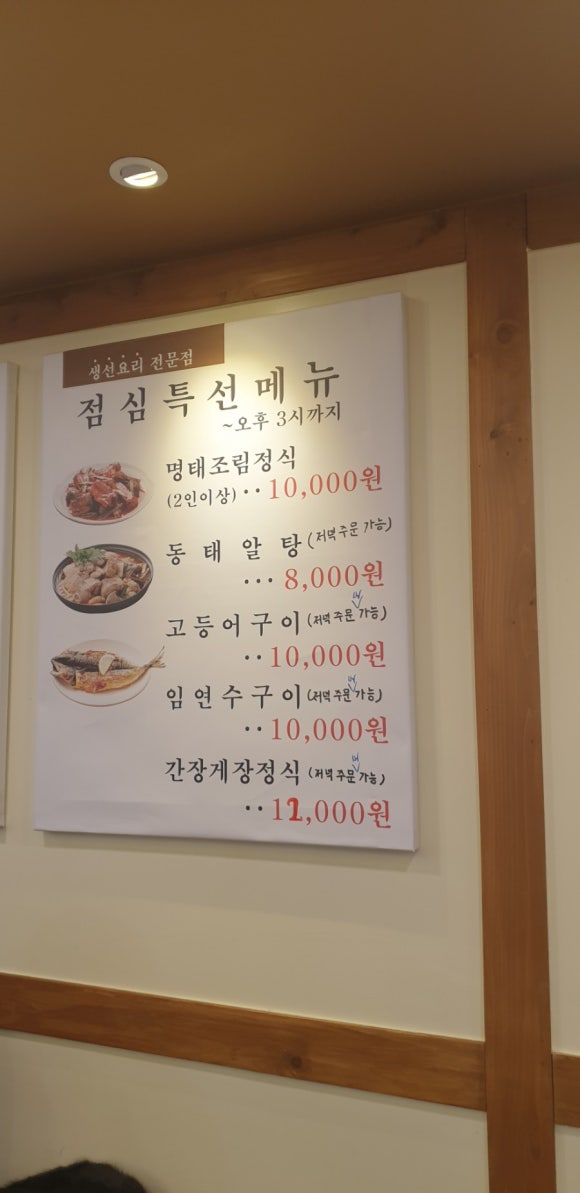 생선요리 전문점
점심특선메뉴
~오후 3시까지
명태조림정식
(2인이상)‥10,000원
동태알탕(저녁 주문 가능)
…8,000원
고등어구이(저녁 주문 가능)
‥10,000원
임연수구이(저녁 주문 가능)
‥10,000원
간장게장정식 (저녁 주문 가능)
‥12,000원